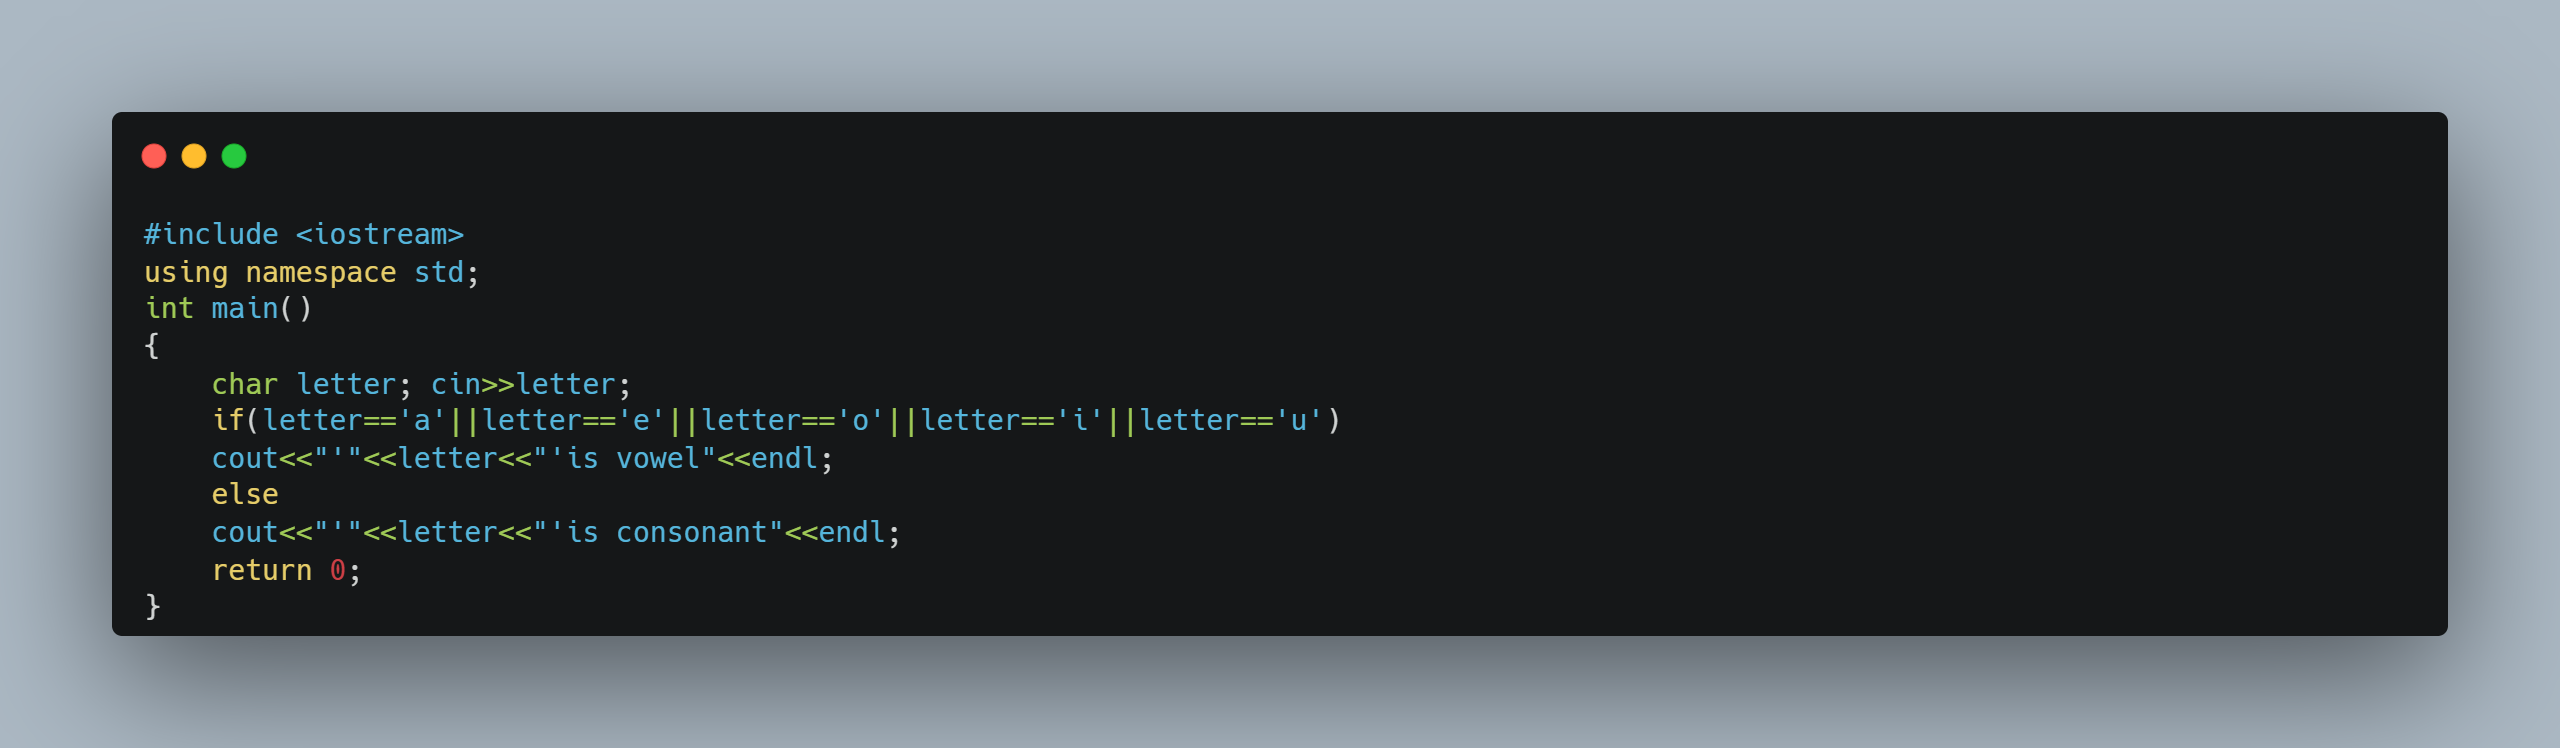 #include <iostream>
using namespace std;
int main()
{
    char letter; cin>>letter;
    if(letter=='a'||letter=='e'||letter=='o'||letter=='i'||letter=='u')
    cout<<"'"<<letter<<"'is vowel"<<endl;
    else
    cout<<"'"<<letter<<"'is consonant"<<endl;
    return 0;
}